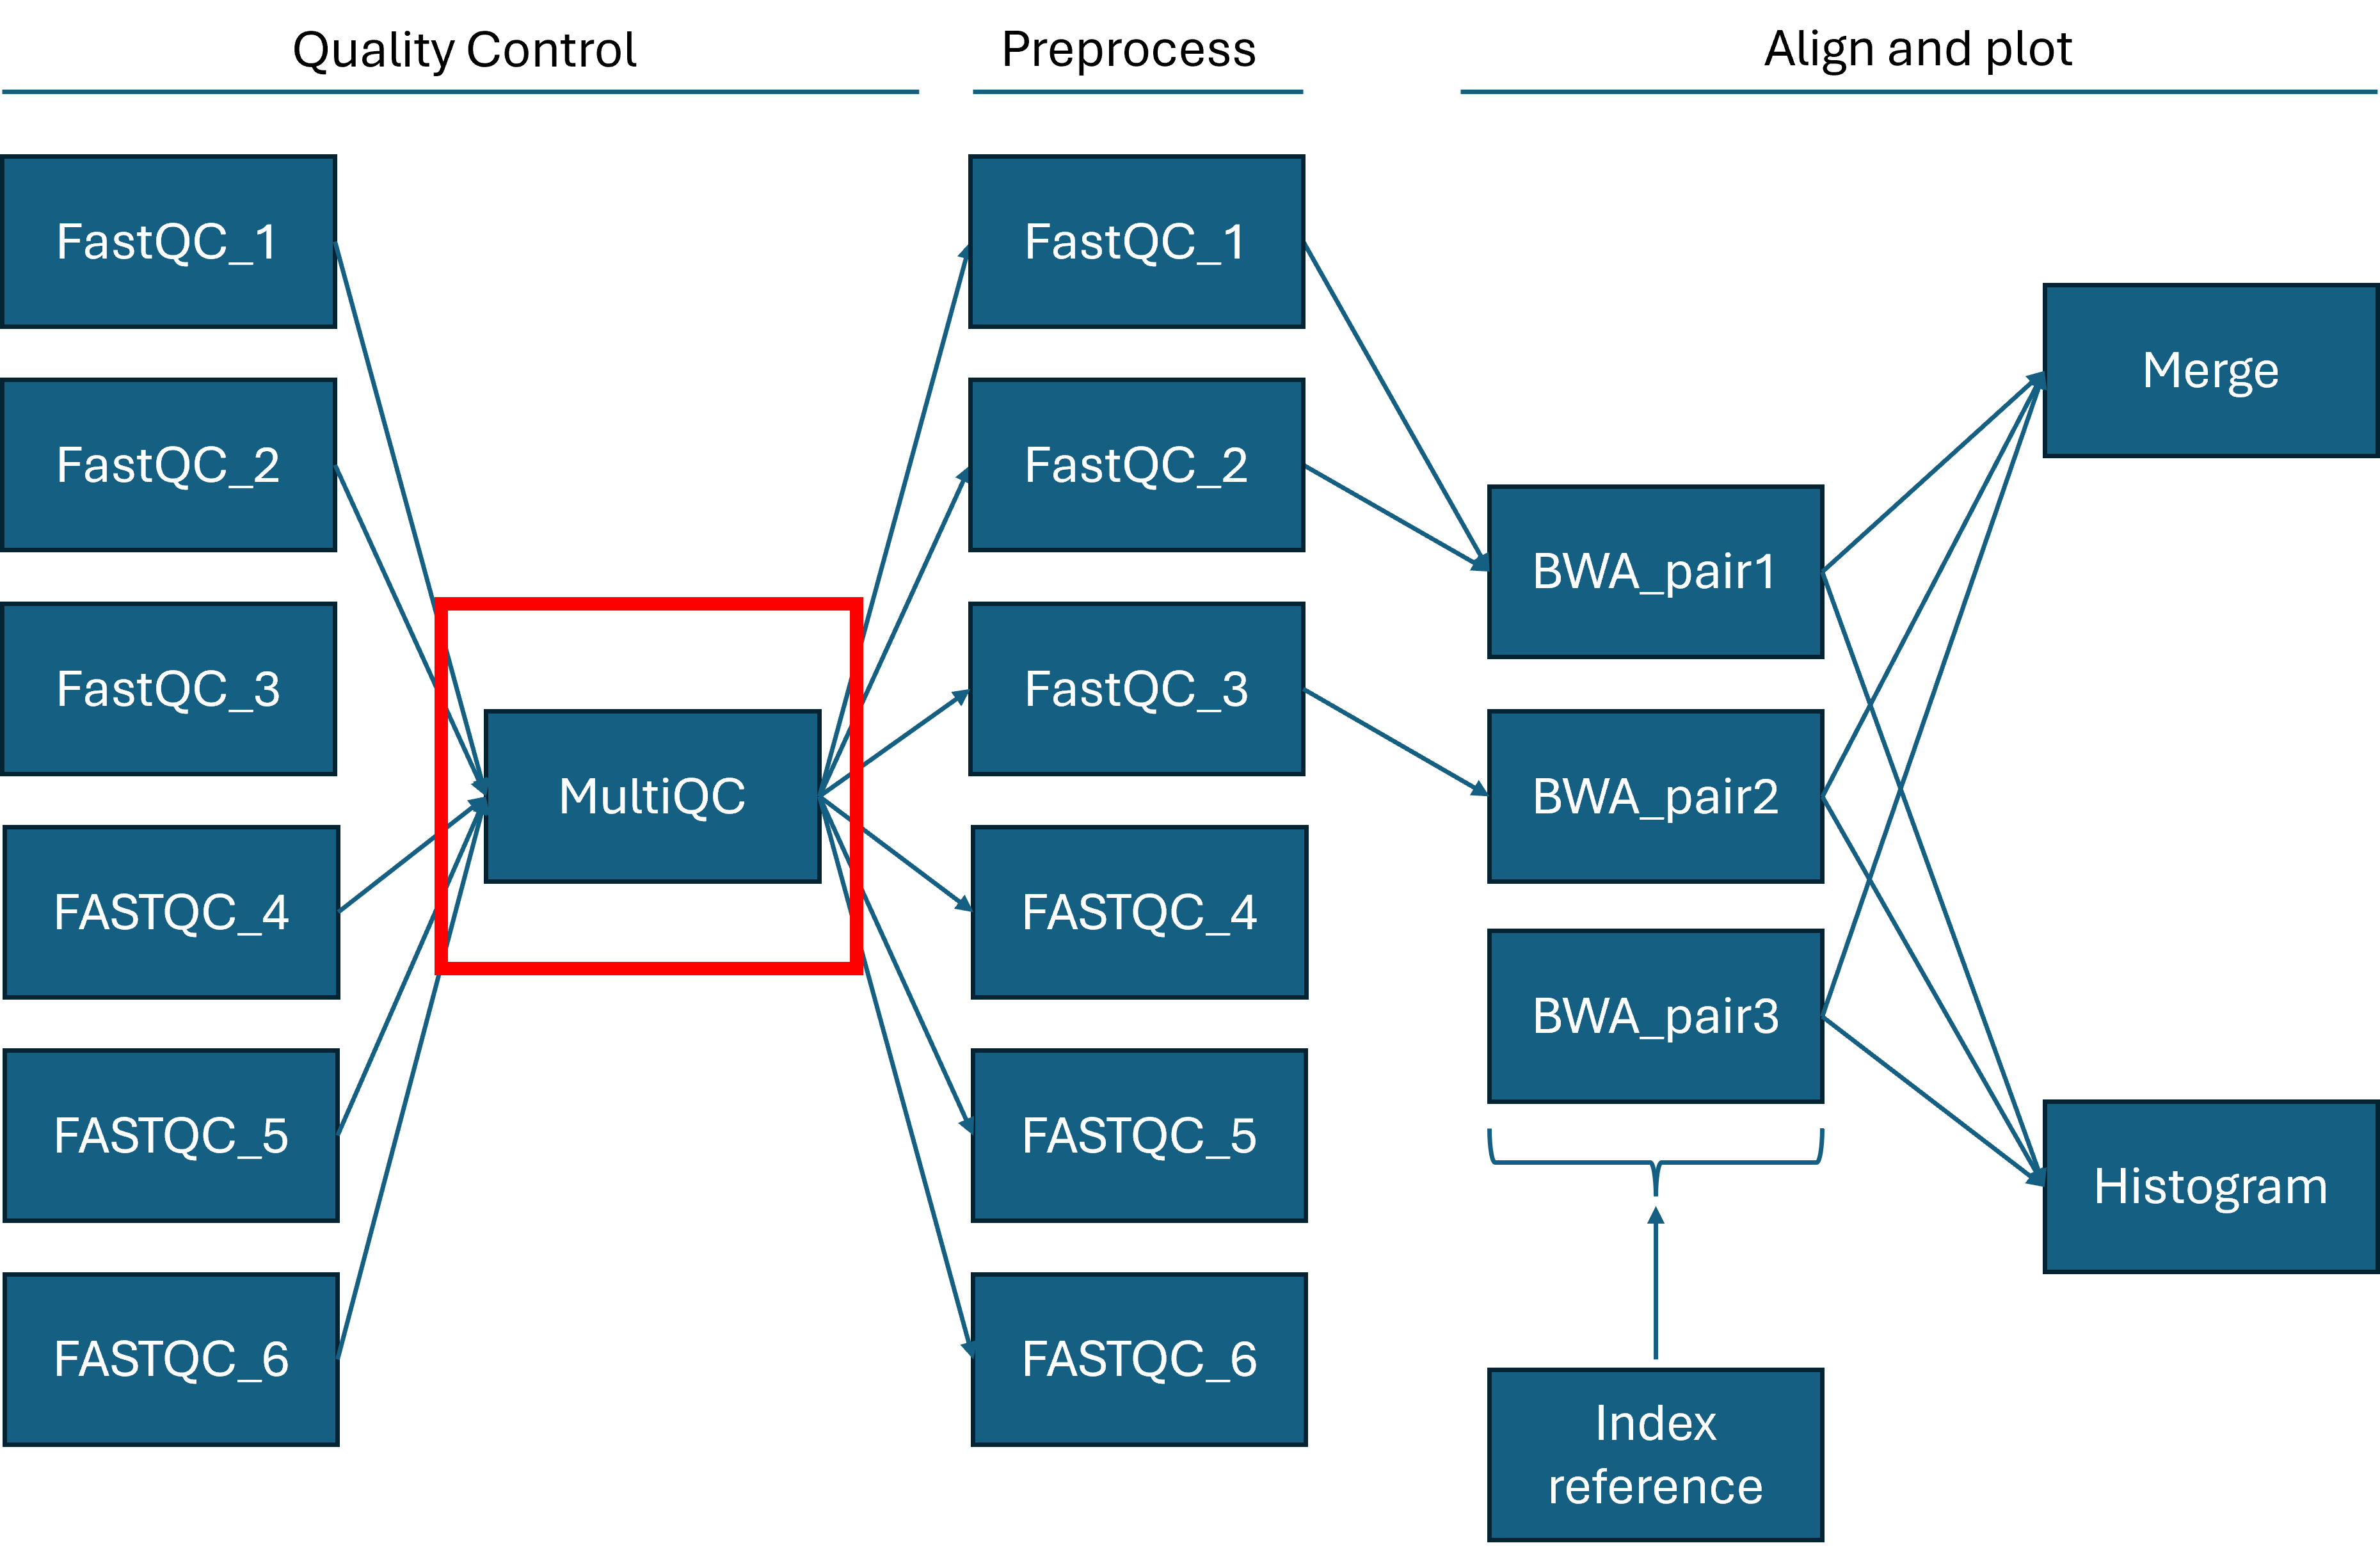 Quality Control
Preprocess
Align and plot
FastQC_1
FastQC_2
FastQC_3
FASTQC_4
FASTQC_5
FASTQC_6
MultiQC
FastQC_1
FastQC_2
FastQC_3
FASTQC_4
FASTQC_5
FASTQC_6
BWA_pair1
BWA_pair2
BWA_pair3
Index
reference
Merge
Histogram